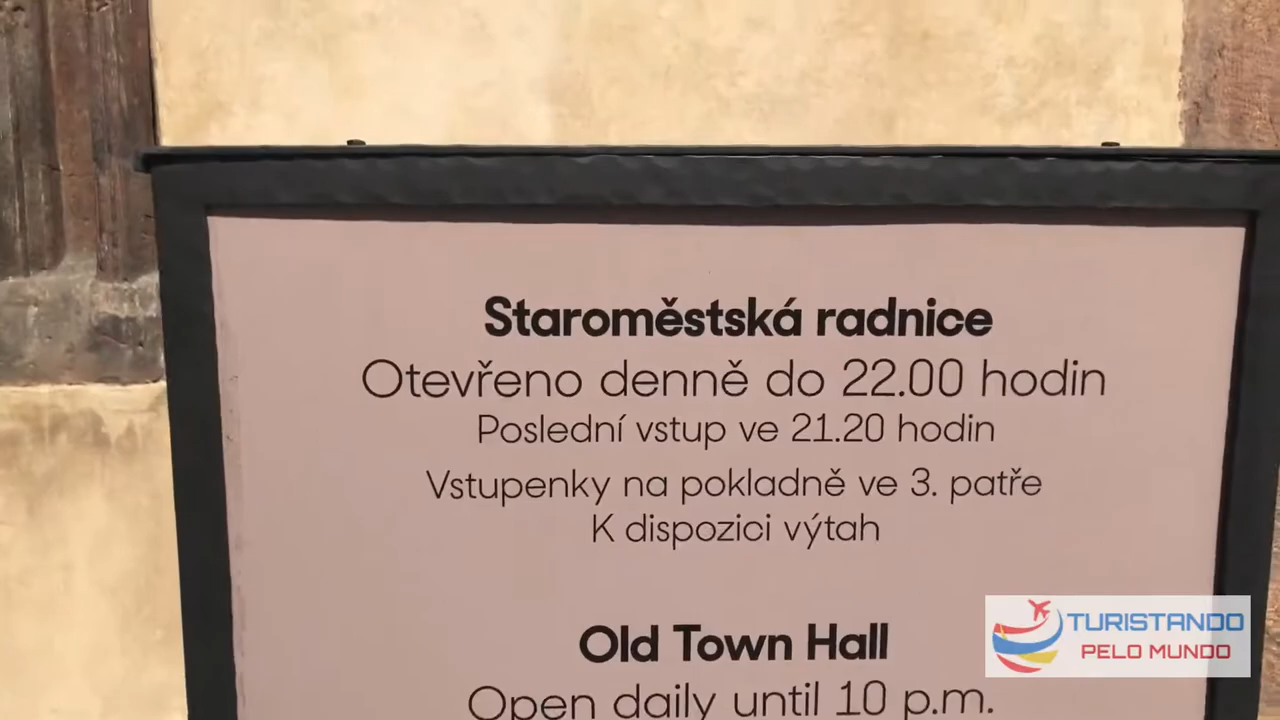 Staroměstská radnice
Otevřeno denně do 22.00 hodin
Poslední vstup ve 21.20 hodin
Vstupenky na pokladně ve 3. patře
K dispozici výtah
Old Town Hall
Open daily until 10 p.m.
TURISTANDO
PELO MUNDO